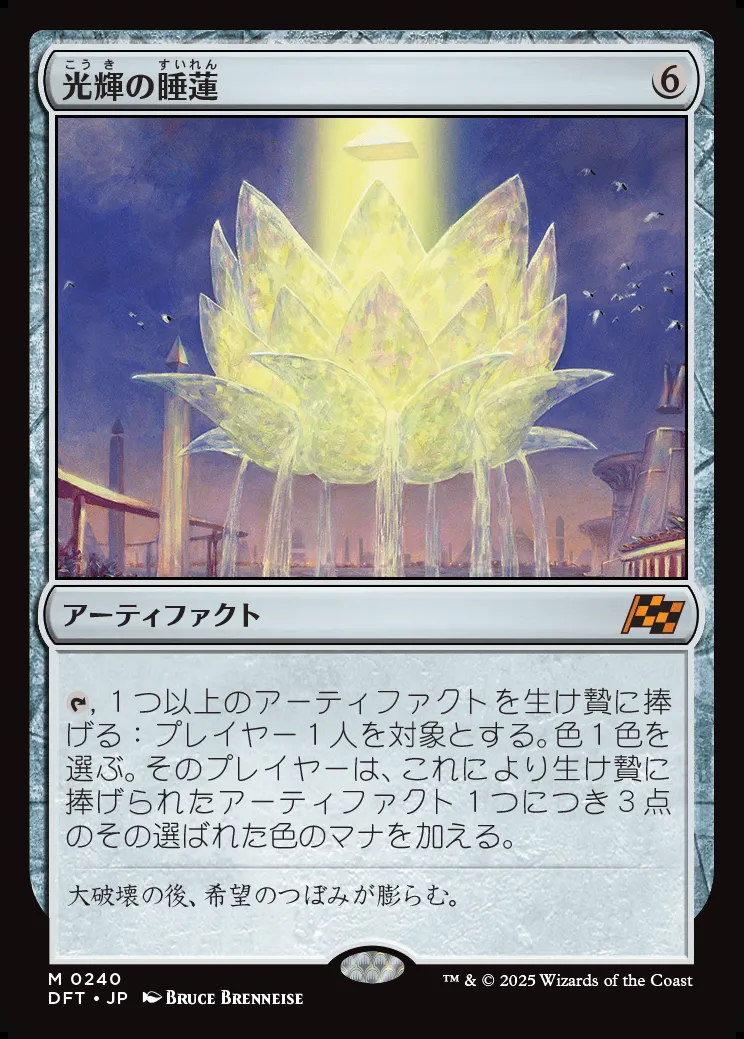 こうき すいれん
光輝の睡蓮 6
アーティファクト
, 1つ以上のアーティファクトを生け贄に捧
げる：プレイヤー1人を対象とする。色1色を
選ぶ。そのプレイヤーは、これにより生け贄に
捧げられたアーティファクト1つにつき3点
のその選ばれた色のマナを加える。
大破壊の後、希望のつぼみが膨らむ。
M 0240
DFT • JP BRUCE BRENNEISE
™ & © 2025 Wizards of the Coast